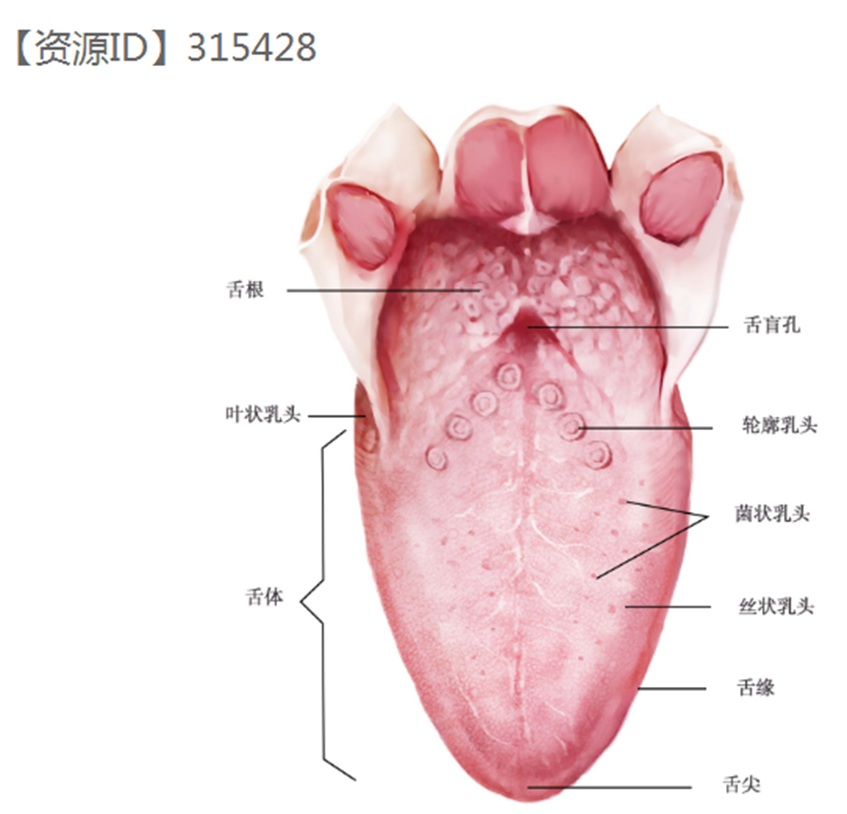 【资源ID】315428
舌根
舌盲孔
叶状乳头
轮廓乳头
菌状乳头
舌体
丝状乳头
舌缘
舌尖